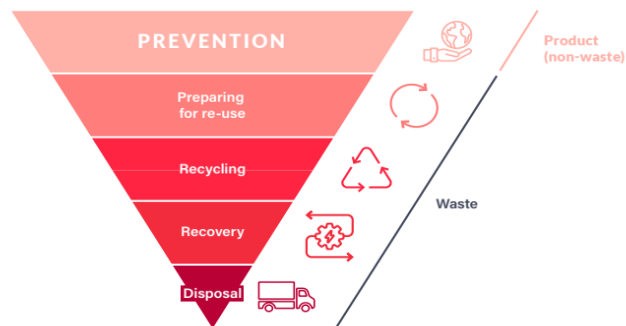 PREVENTION
Product
(non-waste)
Preparing
for re-use
Recycling
Waste
Recovery
Disposal